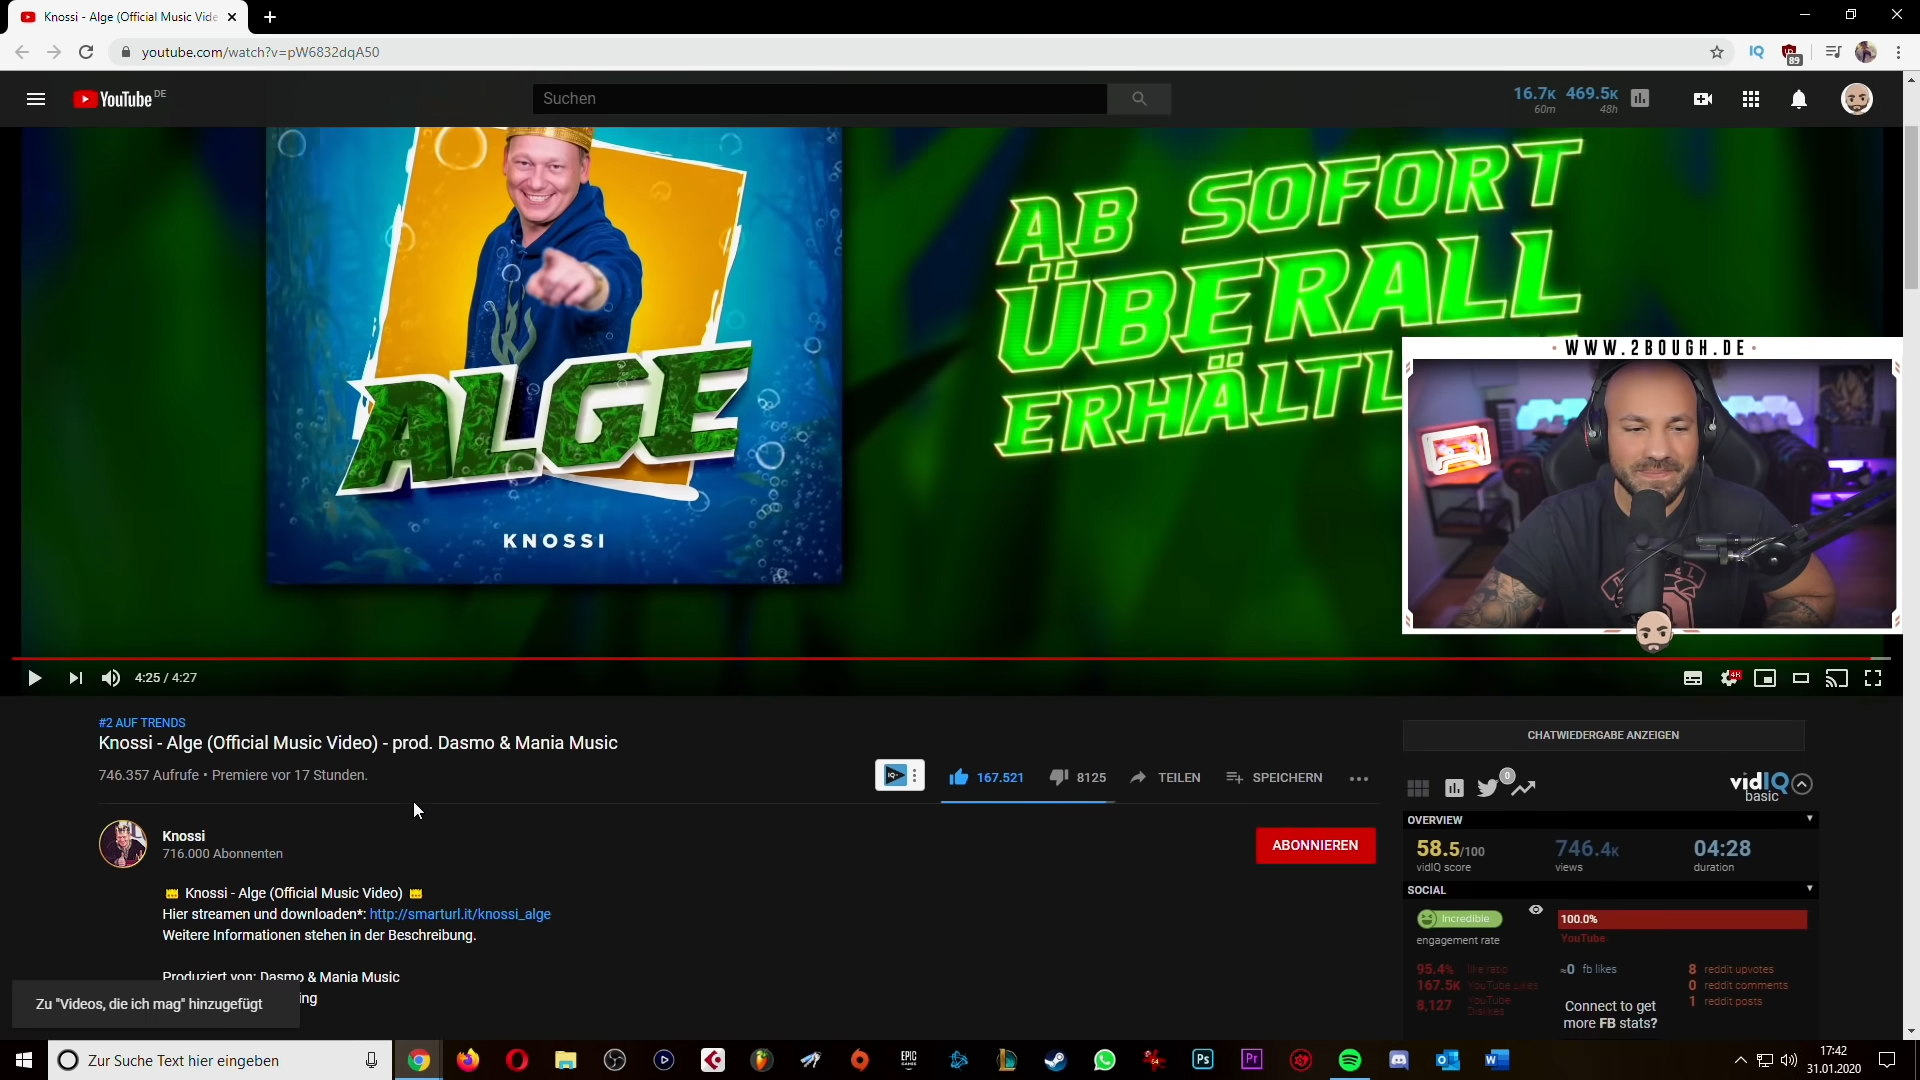 Knossi - Alge (Official Music Vide
youtube.com/watch?v=pW6832dqA50
IQ
89
YouTube DE
Suchen
16.7K 469.5K
60m 48h
AB SOFORT
ÜBERALL
ERHÄLTL
ALGE
KNOSSI
WWW.2BOUGH.DE
4:25 / 4:27
#2 AUF TRENDS
Knossi - Alge (Official Music Video) - prod. Dasmo & Mania Music
746.357 Aufrufe • Premiere vor 17 Stunden.
167.521 8125 TEILEN SPEICHERN
Knossi
716.000 Abonnenten
ABONNIEREN
Knossi - Alge (Official Music Video)
Hier streamen und downloaden*: http://smarturl.it/knossi_alge
Weitere Informationen stehen in der Beschreibung.
Produziert von: Dasmo & Mania Music
ing
Zu "Videos, die ich mag" hinzugefügt
CHATWIEDERGABE ANZEIGEN
0
vidIQ
basic
OVERVIEW
58.5/100 746.4K 04:28
vidIQ score views duration
SOCIAL
Incredible
engagement rate
100.0%
YouTube
95.4% like ratio
167.5K YouTube Likes
8,127 YouTube Dislikes
≈0 fb likes
Connect to get
more FB stats?
8 reddit upvotes
0 reddit comments
1 reddit posts
Zur Suche Text hier eingeben
EPIC
GAMES
Ps
Pr
17:42
31.01.2020